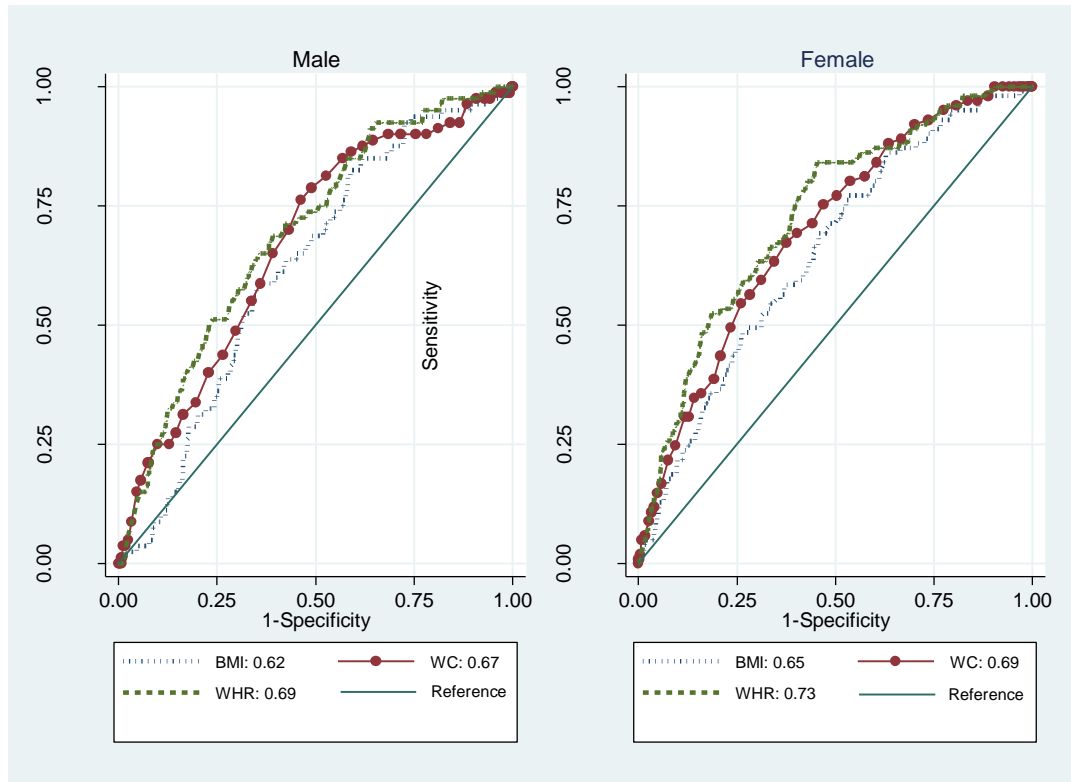 Male
1.00
0.75
0.50
0.25
0.00
Sensitivity
0.00 0.25 0.50 0.75 1.00
1-Specificity
BMI: 0.62 WC: 0.67
WHR: 0.69 Reference
Female
1.00
0.75
0.50
0.25
0.00
0.00 0.25 0.50 0.75 1.00
1-Specificity
BMI: 0.65 WC: 0.69
WHR: 0.73 Reference